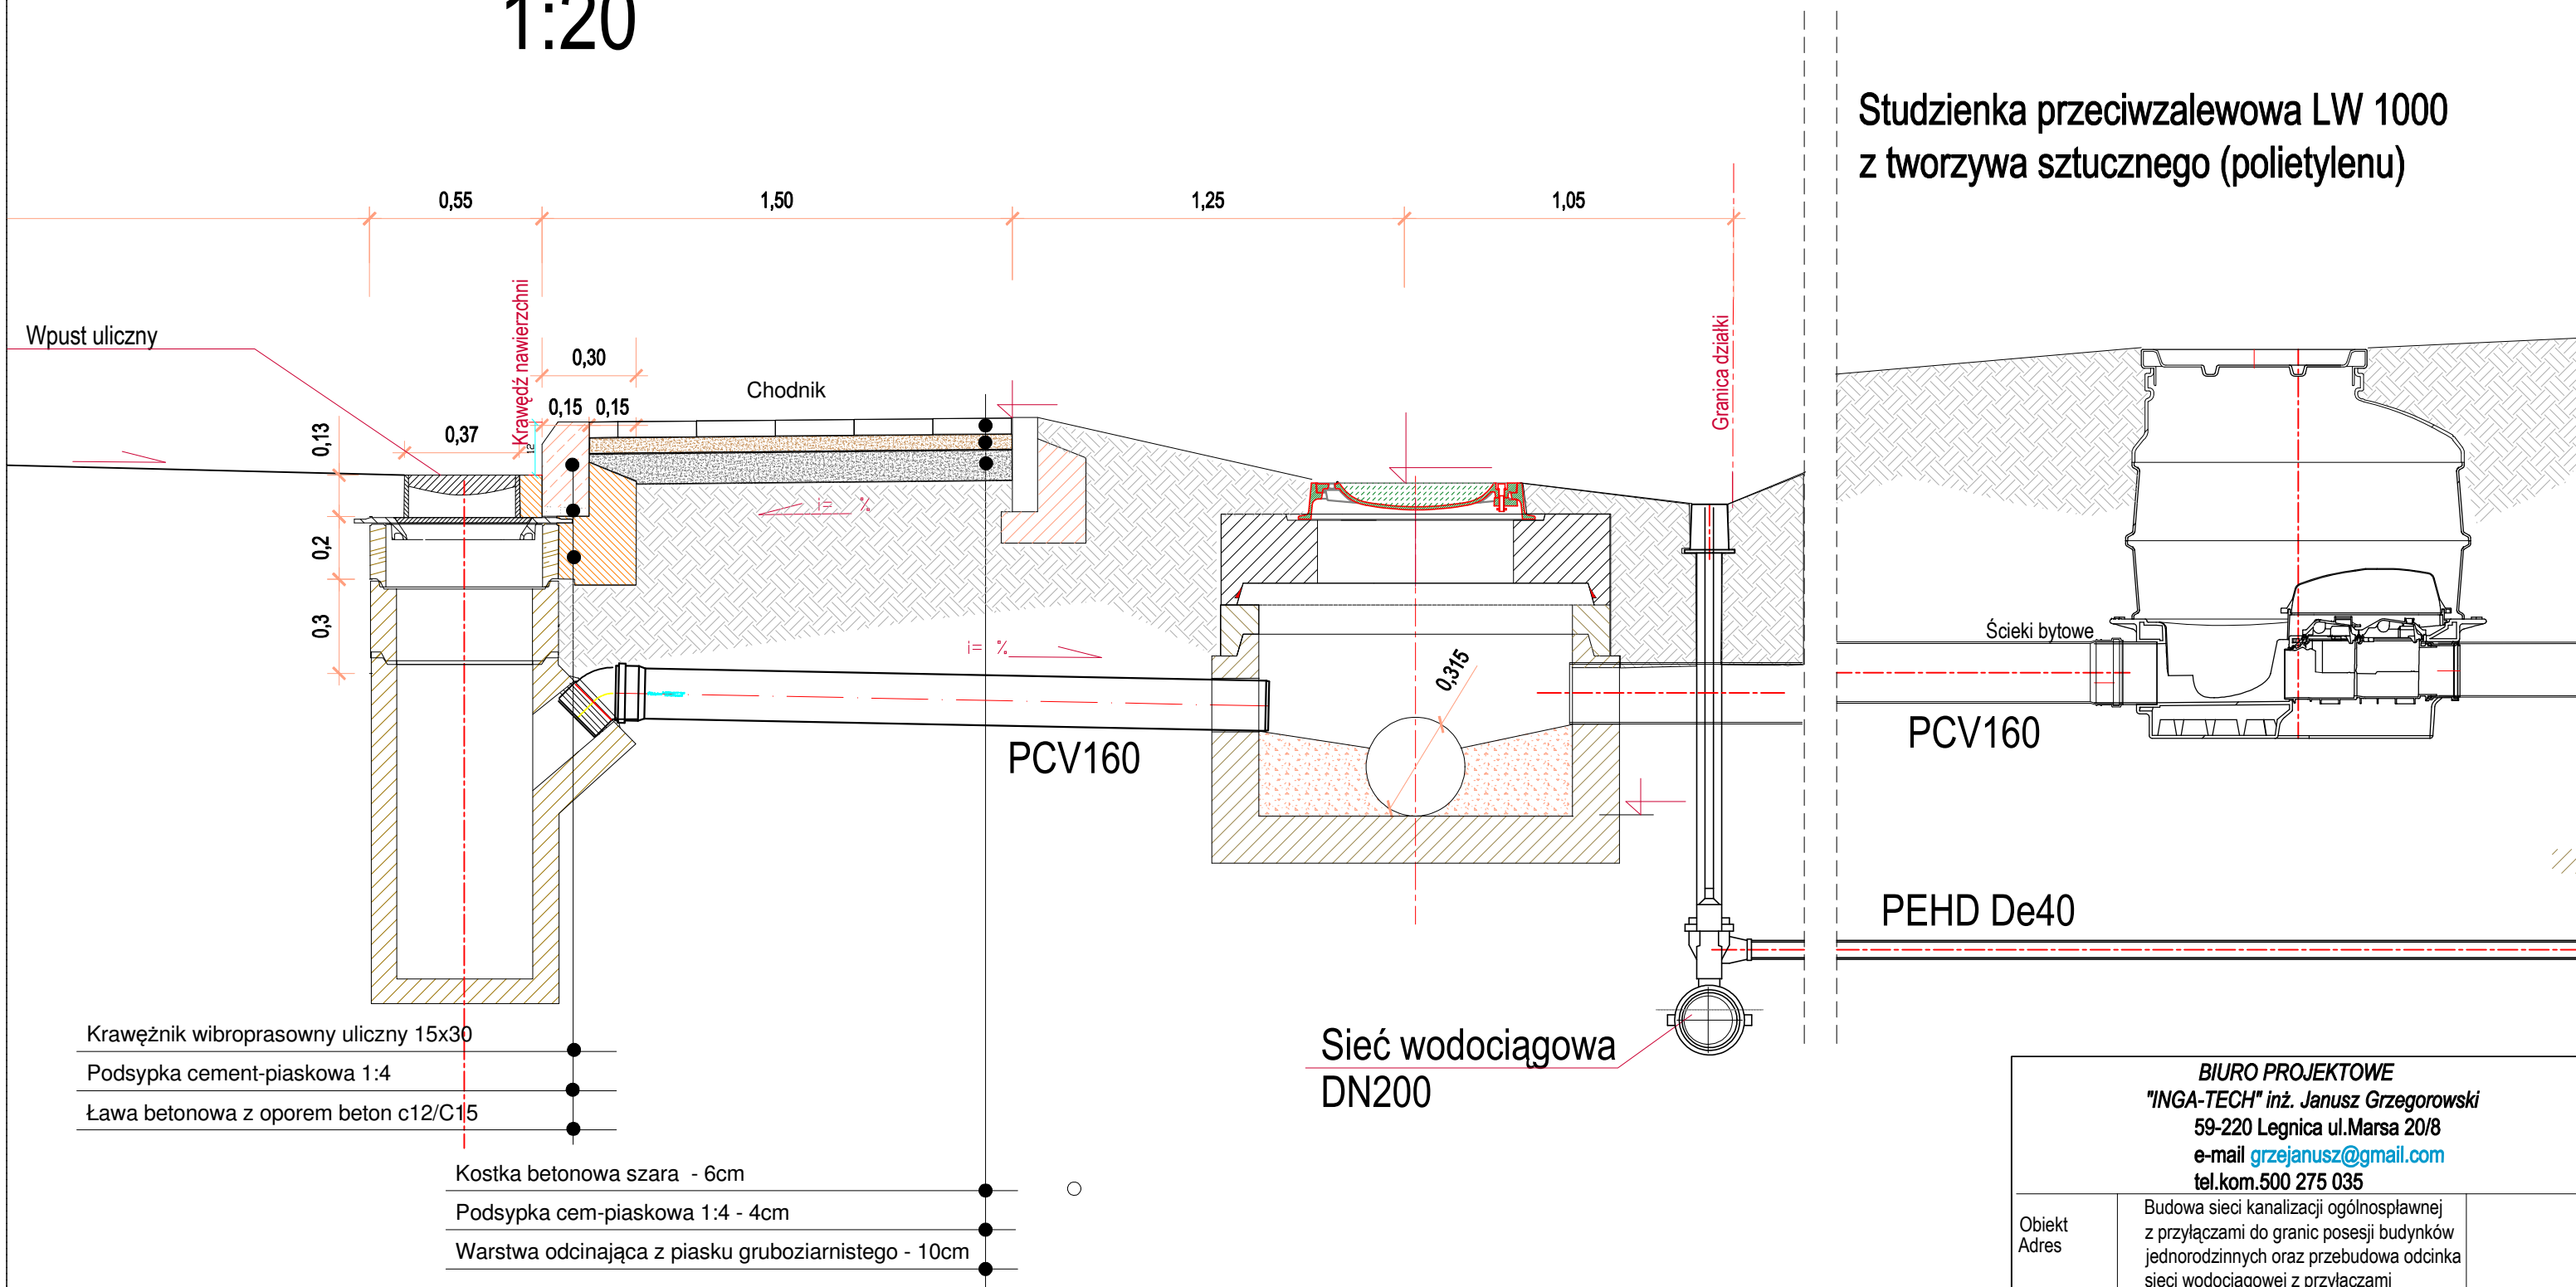 1:20
Studzienka przeciwzalewowa LW 1000
z tworzywa sztucznego (polietylenu)
0,55
1,50
1,25
1,05
Wpust uliczny
Krawędź nawierzchni
Granica działki
0,30
Chodnik
0,15
0,15
0,13
0,37
12
i= %
0,2
0,3
i= %
Ścieki bytowe
0,315
PCV160
PCV160
PEHD De40
Sieć wodociągowa
DN200
Krawężnik wibroprasowny uliczny 15x30
Podsypka cement-piaskowa 1:4
Ława betonowa z oporem beton c12/C15
Kostka betonowa szara - 6cm
Podsypka cem-piaskowa 1:4 - 4cm
Warstwa odcinająca z piasku gruboziarnistego - 10cm
BIURO PROJEKTOWE
"INGA-TECH" inż. Janusz Grzegorowski
59-220 Legnica ul.Marsa 20/8
e-mail grzejanusz@gmail.com
tel.kom.500 275 035
Obiekt
Adres
Budowa sieci kanalizacji ogólnospławnej
z przyłączami do granic posesji budynków
jednorodzinnych oraz przebudowa odcinka
sieci wodociągowej z przyłączami